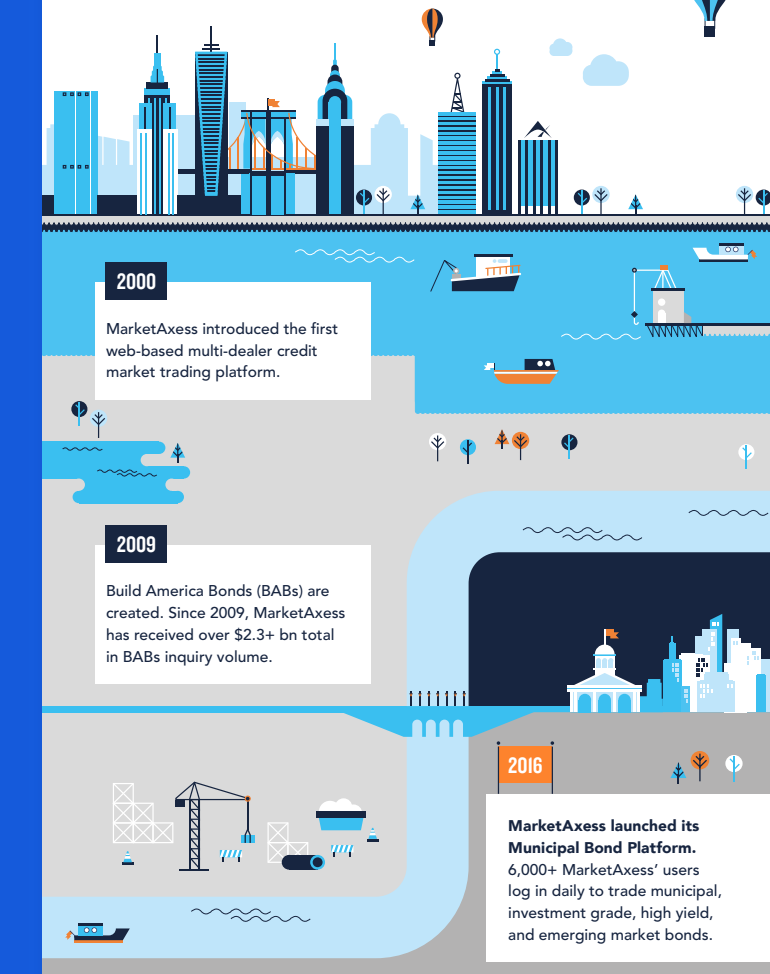 2000
MarketAxess introduced the first
web-based multi-dealer credit
market trading platform.
2009
Build America Bonds (BABs) are
created. Since 2009, MarketAxess
has received over $2.3+ bn total
in BABs inquiry volume.
2016
MarketAxess launched its
Municipal Bond Platform.
6,000+ MarketAxess’ users
log in daily to trade municipal,
investment grade, high yield,
and emerging market bonds.